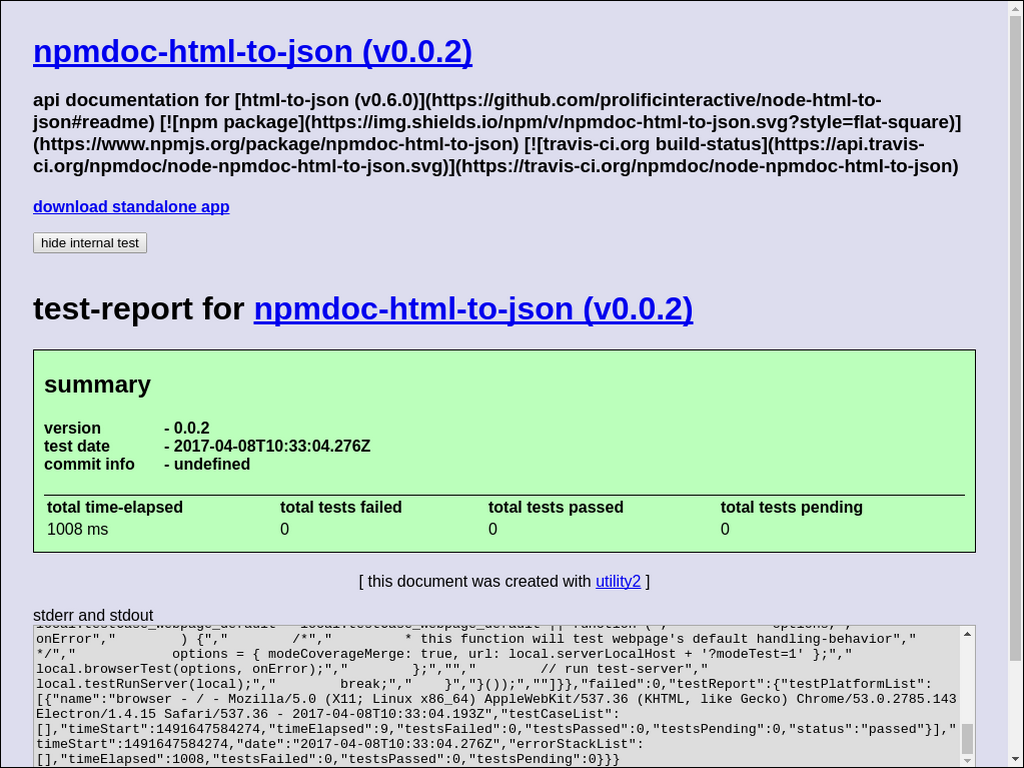 npmdoc-html-to-json (v0.0.2)
api documentation for [html-to-json (v0.6.0)](https://github.com/prolificinteractive/node-html-to-
json#readme) [![npm package](https://img.shields.io/npm/v/npmdoc-html-to-json.svg?style=flat-square)]
(https://www.npmjs.org/package/npmdoc-html-to-json) [![travis-ci.org build-status](https://api.travis-
ci.org/npmdoc/node-npmdoc-html-to-json.svg)](https://travis-ci.org/npmdoc/node-npmdoc-html-to-json)
download standalone app
hide internal test
test-report for npmdoc-html-to-json (v0.0.2)
summary
version - 0.0.2
test date - 2017-04-08T10:33:04.276Z
commit info - undefined
total time-elapsed total tests failed total tests passed total tests pending
1008 ms 0 0 0
[ this document was created with utility2 ]
stderr and stdout
onError","        ) {","        /*","         * this function will test webpage's default handling-behavior","
*/","         options = { modeCoverageMerge: true, url: local.serverLocalHost + '?modeTest=1' };","
local.browserTest(options, onError);","        };","","        // run test-server","
local.testRunServer(local);","        break;","    }","}());",""]}},"failed":0,"testReport":{"testPlatformList":
[{"name":"browser - / - Mozilla/5.0 (X11; Linux x86_64) AppleWebKit/537.36 (KHTML, like Gecko) Chrome/53.0.2785.143
Electron/1.4.15 Safari/537.36 - 2017-04-08T10:33:04.193Z","testCaseList":
[],"timeStart":1491647584274,"timeElapsed":9,"testsFailed":0,"testsPassed":0,"testsPending":0,"status":"passed"}],"
timeStart":1491647584274,"date":"2017-04-08T10:33:04.276Z","errorStackList":
[],"timeElapsed":1008,"testsFailed":0,"testsPassed":0,"testsPending":0}}}